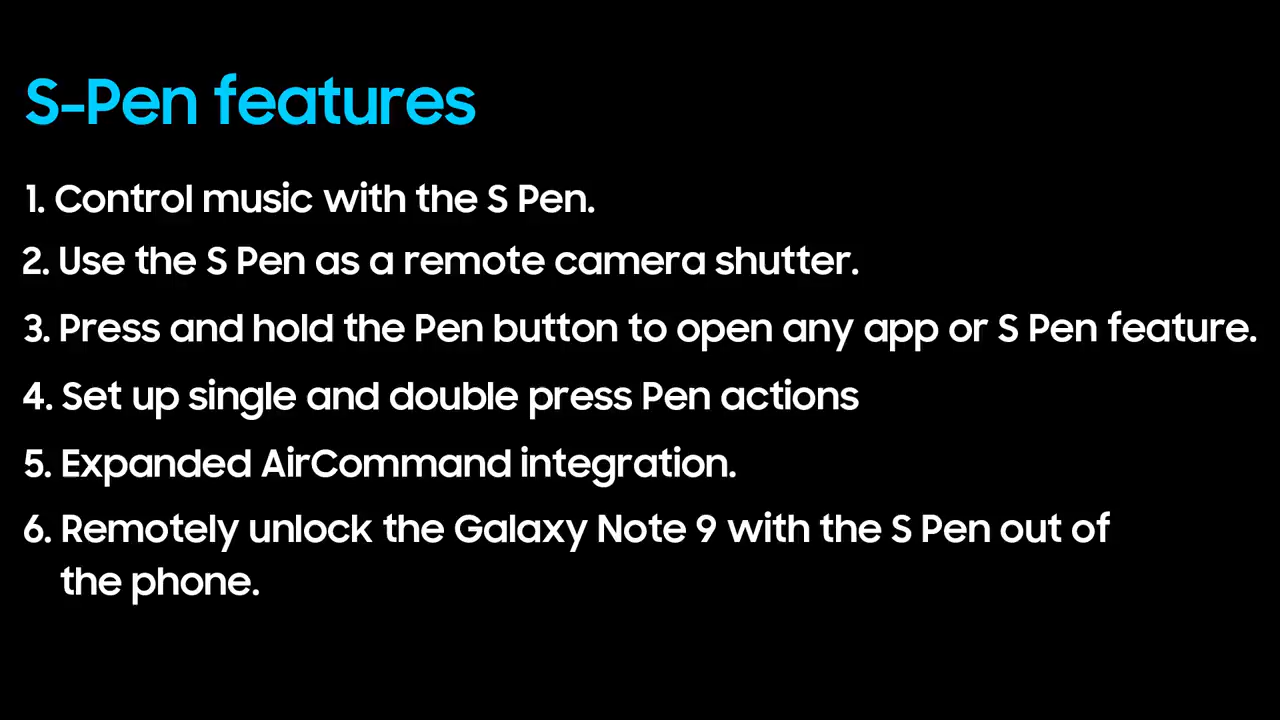 S-Pen features
1. Control music with the S Pen.
2. Use the S Pen as a remote camera shutter.
3. Press and hold the Pen button to open any app or S Pen feature.
4. Set up single and double press Pen actions
5. Expanded AirCommand integration.
6. Remotely unlock the Galaxy Note 9 with the S Pen out of
the phone.